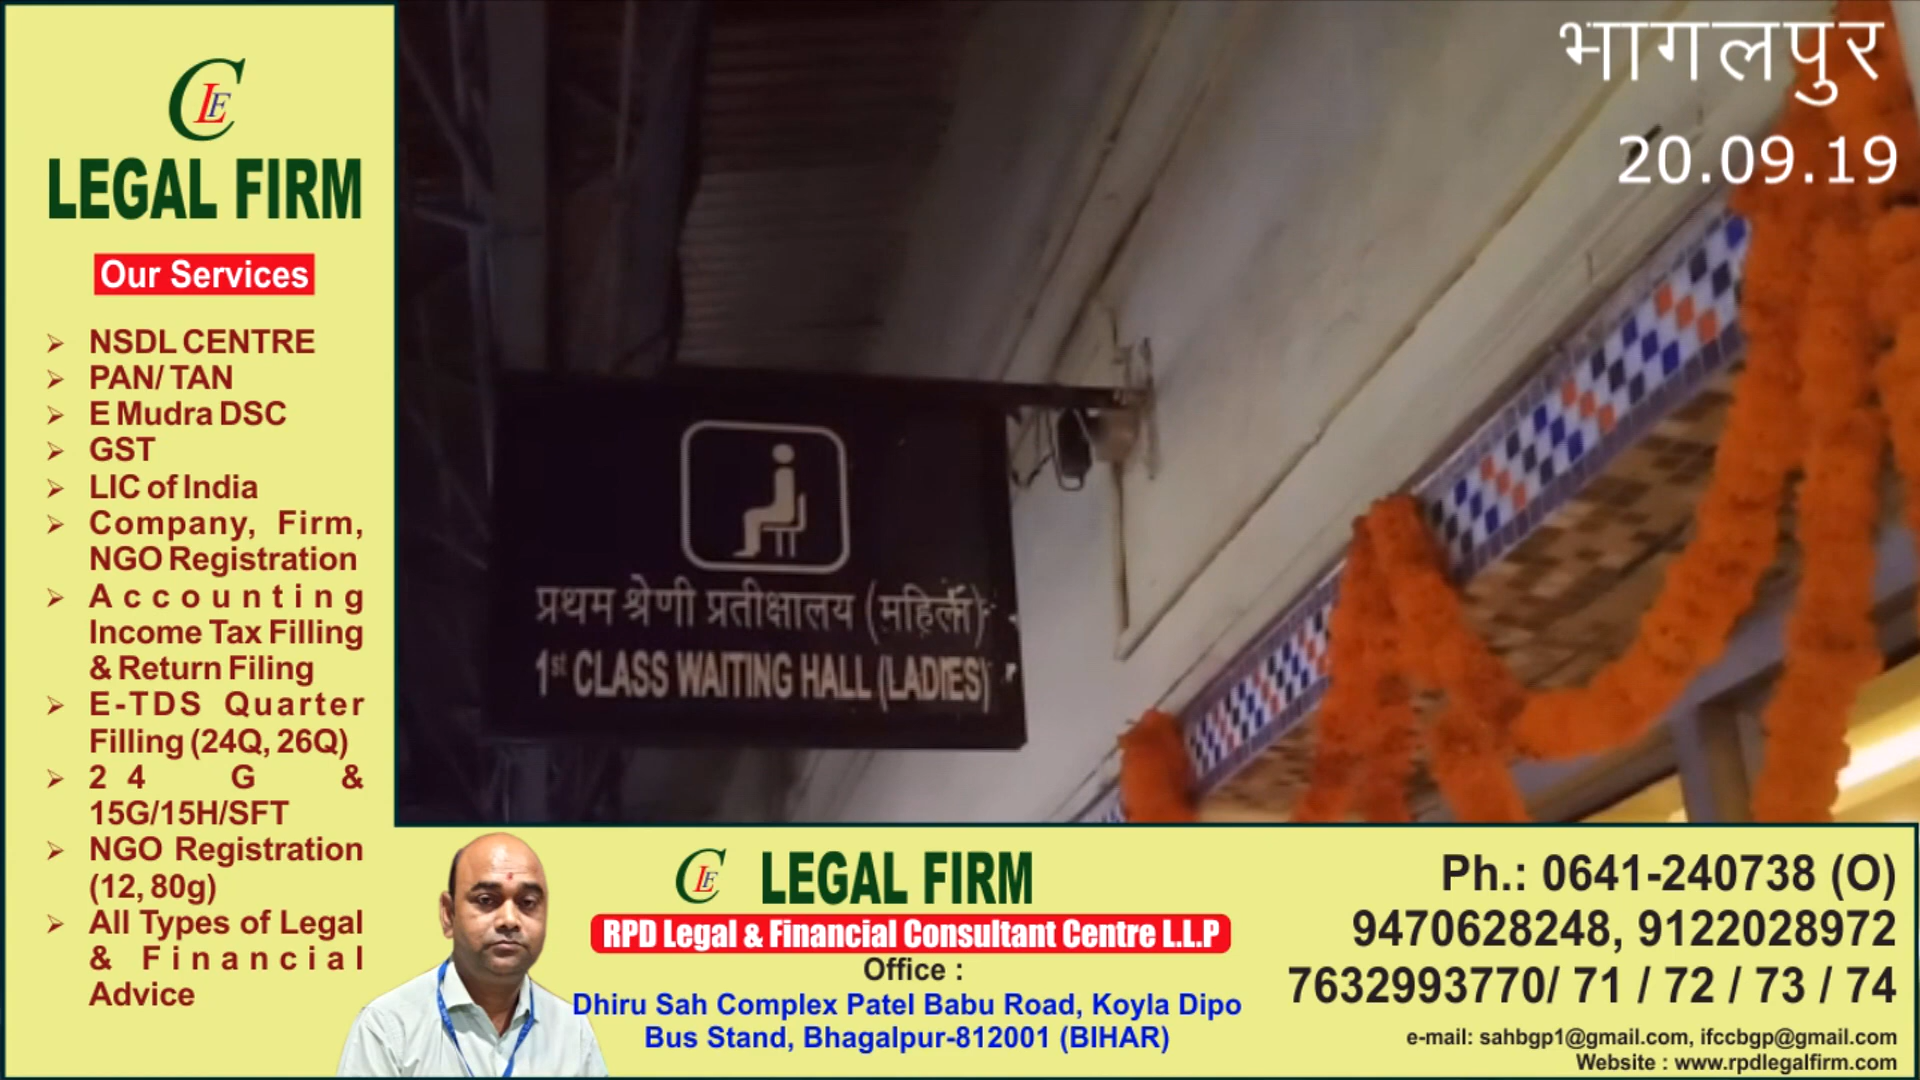 CLF
LEGAL FIRM
Our Services
NSDL CENTRE
PAN/ TAN
E Mudra DSC
GST
LIC of India
Company, Firm,
NGO Registration
Accounting
Income Tax Filling
& Return Filing
E-TDS Quarter
Filling (24Q, 26Q)
24 G &
15G/15H/SFT
NGO Registration
(12, 80g)
All Types of Legal
& Financial
Advice
भागलपुर
20.09.19
प्रथम श्रेणी प्रतीक्षालय (महिला)
1st CLASS WAITING HALL (LADIES)
CLF LEGAL FIRM
RPD Legal & Financial Consultant Centre L.L.P
Office :
Dhiru Sah Complex Patel Babu Road, Koyla Dipo
Bus Stand, Bhagalpur-812001 (BIHAR)
Ph.: 0641-240738 (O)
9470628248, 9122028972
7632993770/ 71 / 72 / 73 / 74
e-mail: sahbgp1@gmail.com, ifccbgp@gmail.com
Website : www.rpdlegalfirm.com